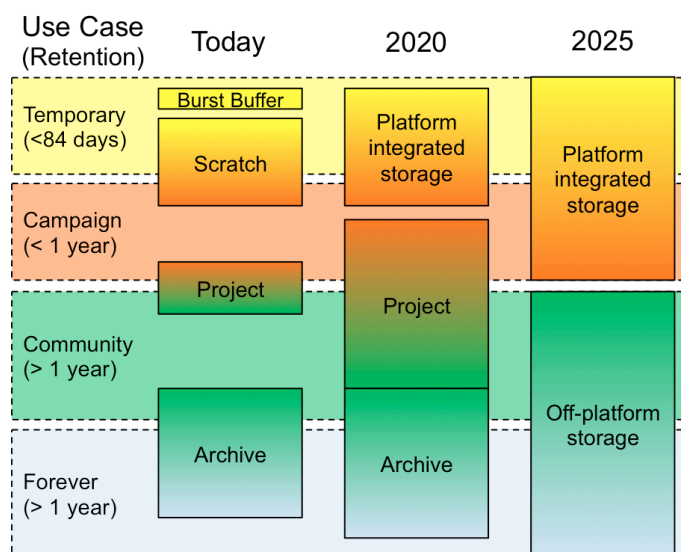 Use Case
(Retention)
Today
2020
2025
Temporary
(<84 days)
Burst Buffer
Scratch
Platform
integrated
storage
Platform
integrated
storage
Campaign
(< 1 year)
Project
Project
Community
(> 1 year)
Off-platform
storage
Archive
Archive
Forever
(> 1 year)